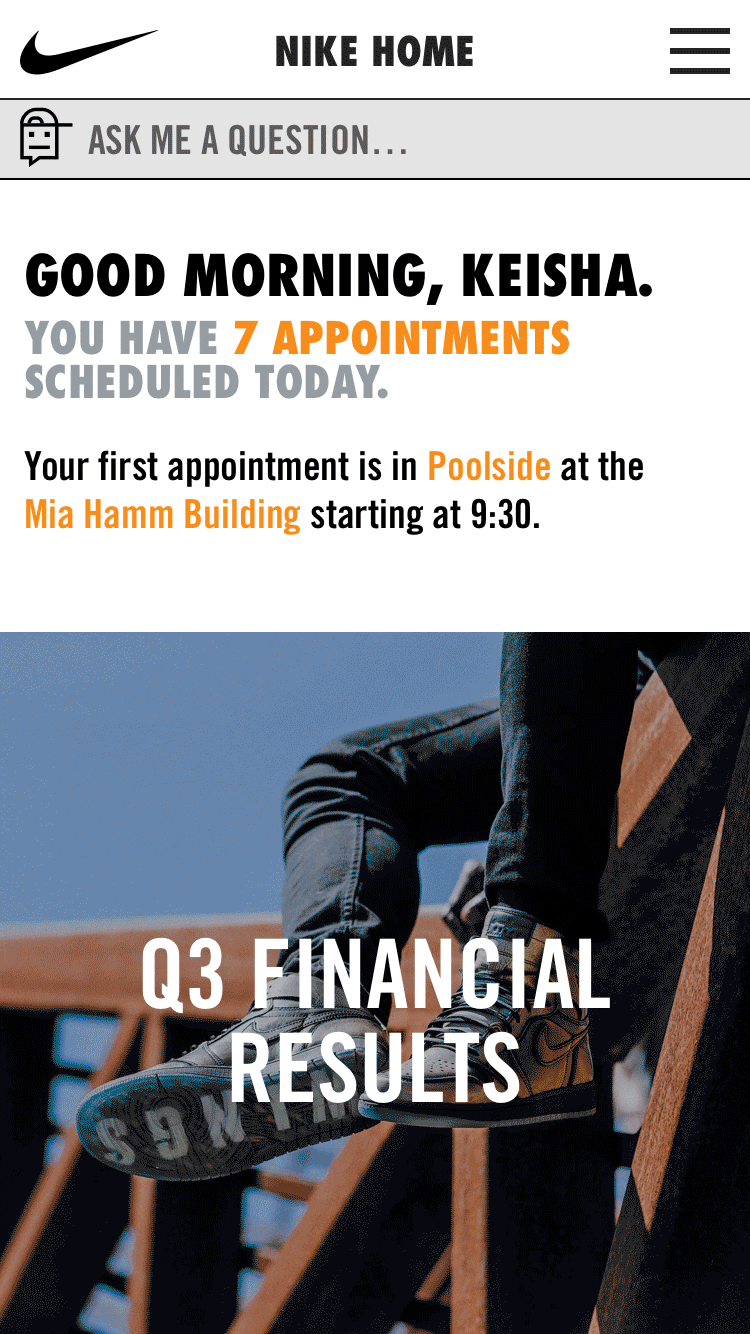 NIKE HOME
ASK ME A QUESTION...
GOOD MORNING, KEISHA.
YOU HAVE 7 APPOINTMENTS
SCHEDULED TODAY.
Your first appointment is in Poolside at the
Mia Hamm Building starting at 9:30.
Q3 FINANCIAL
RESULTS